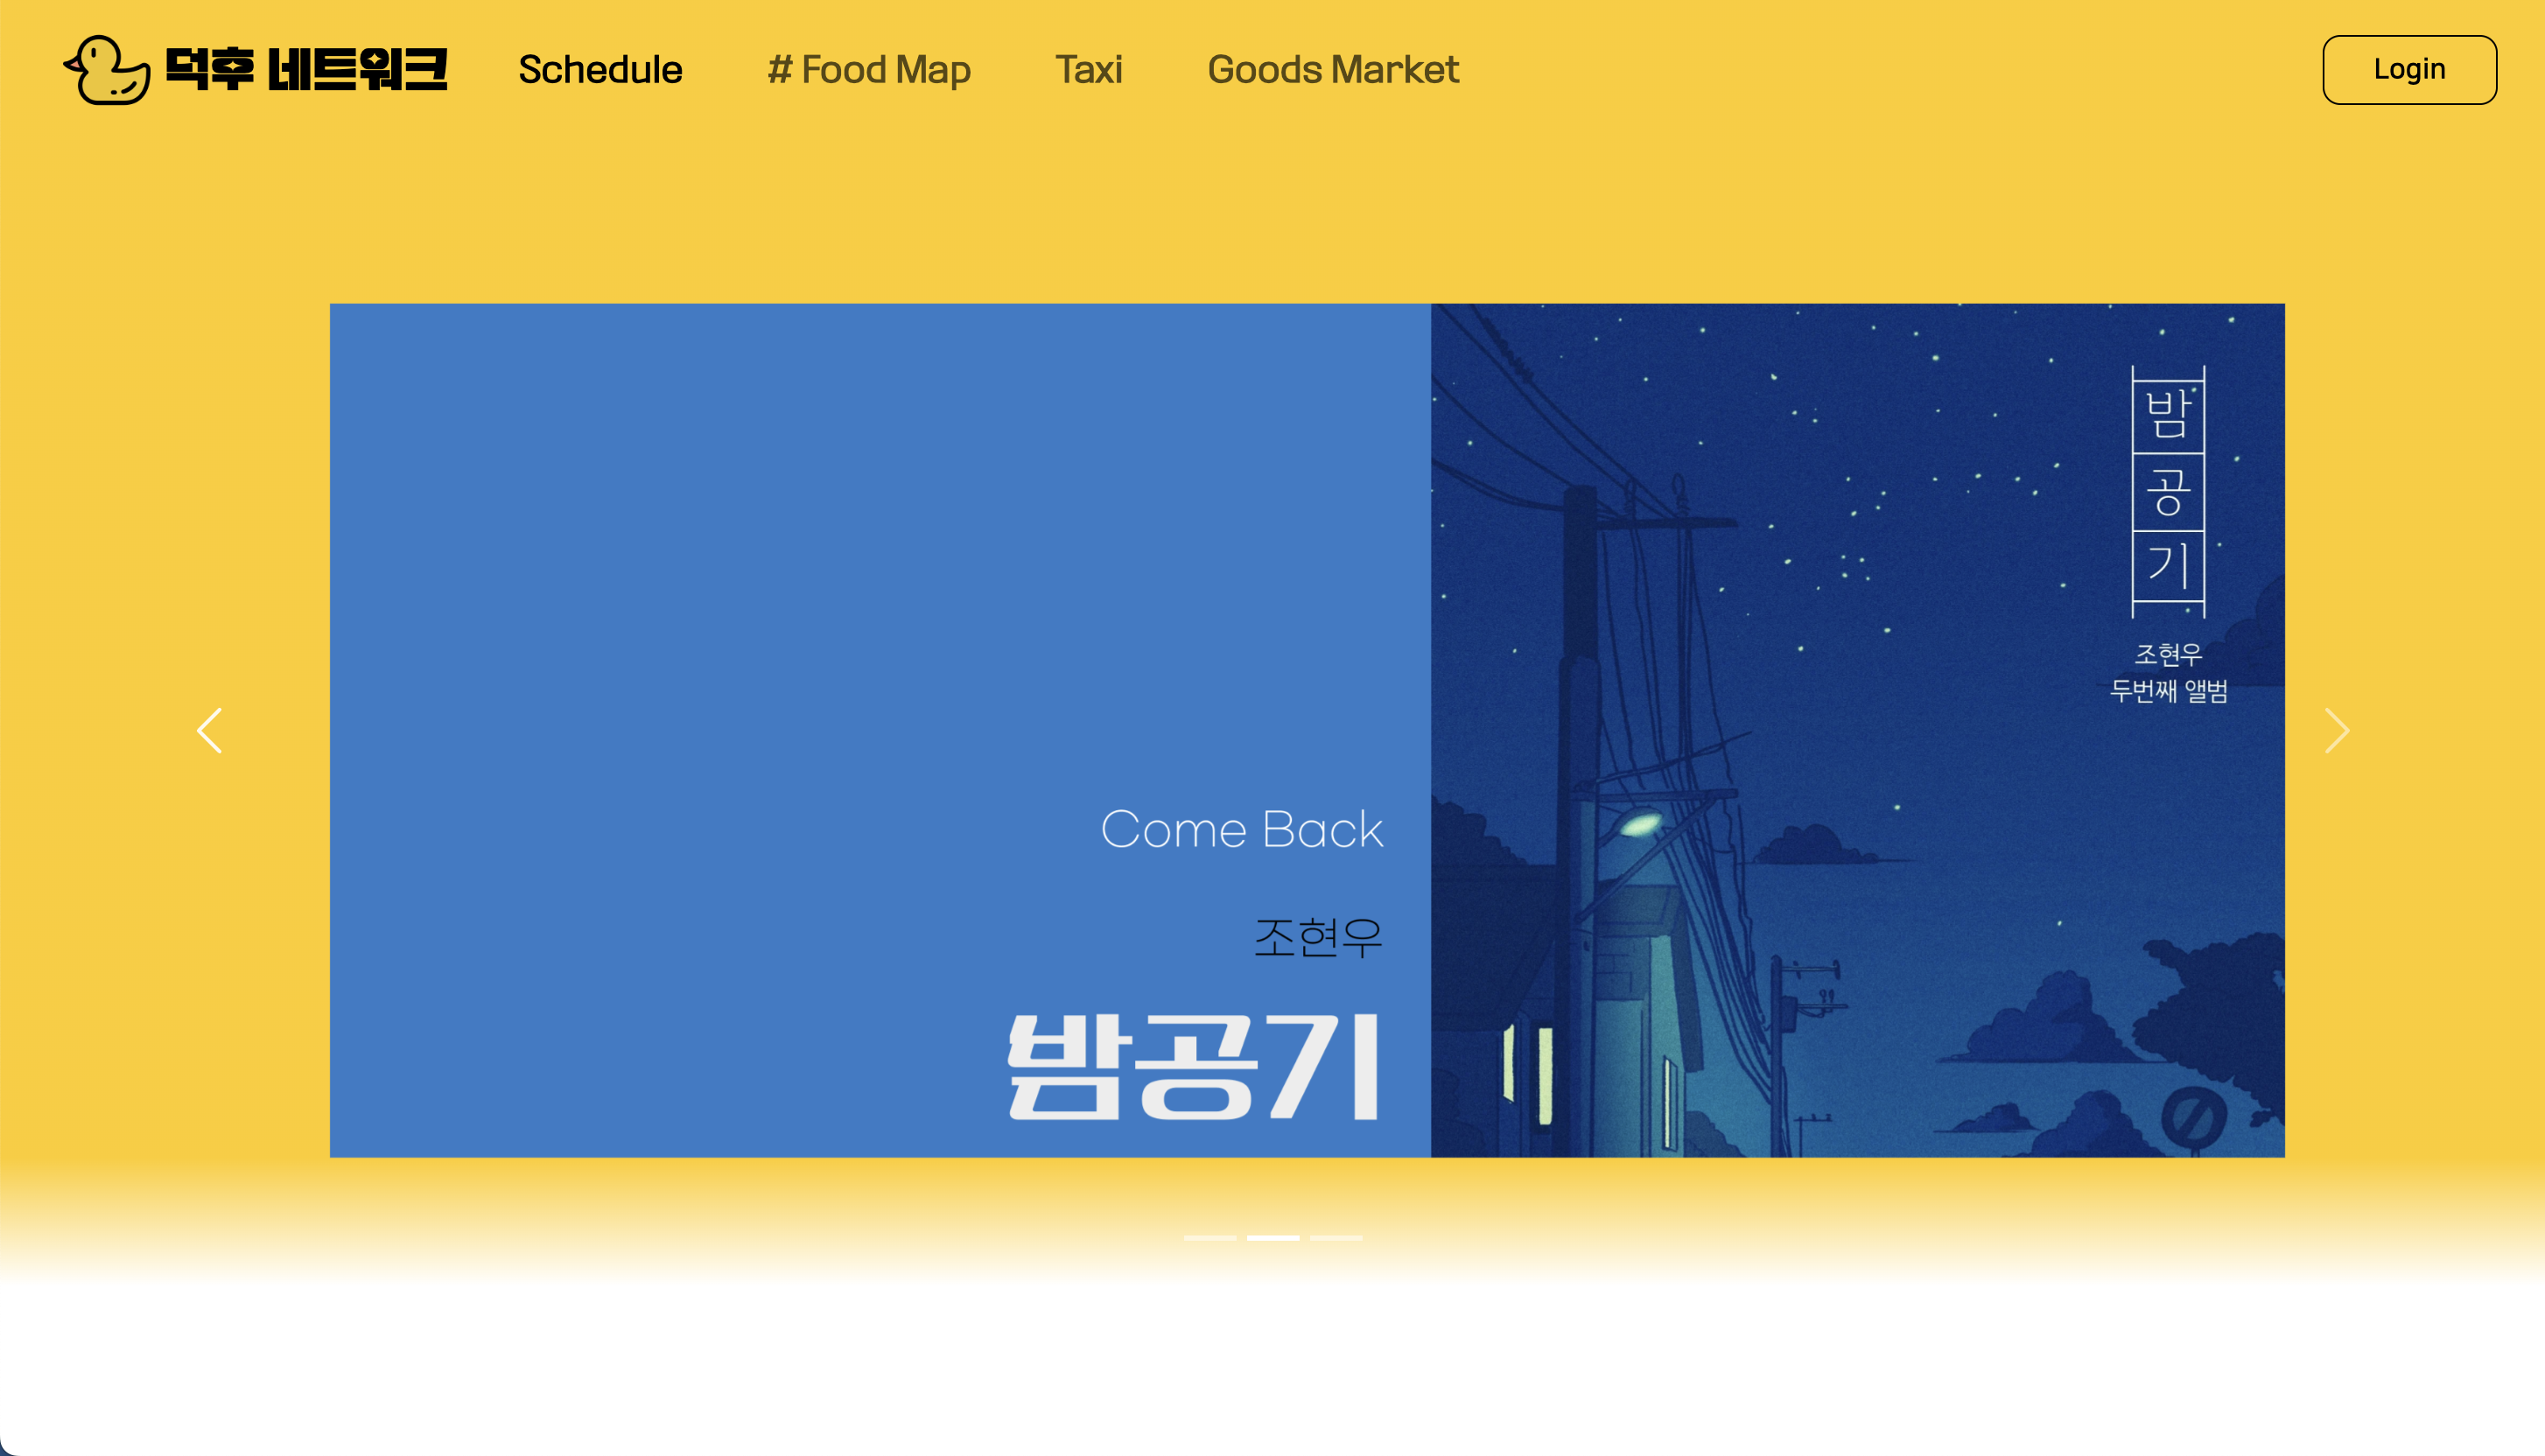 덕후 네트워크
Schedule
# Food Map
Taxi
Goods Market
Login
밤
공
기
조현우
두번째 앨범
Come Back
조현우
밤공기